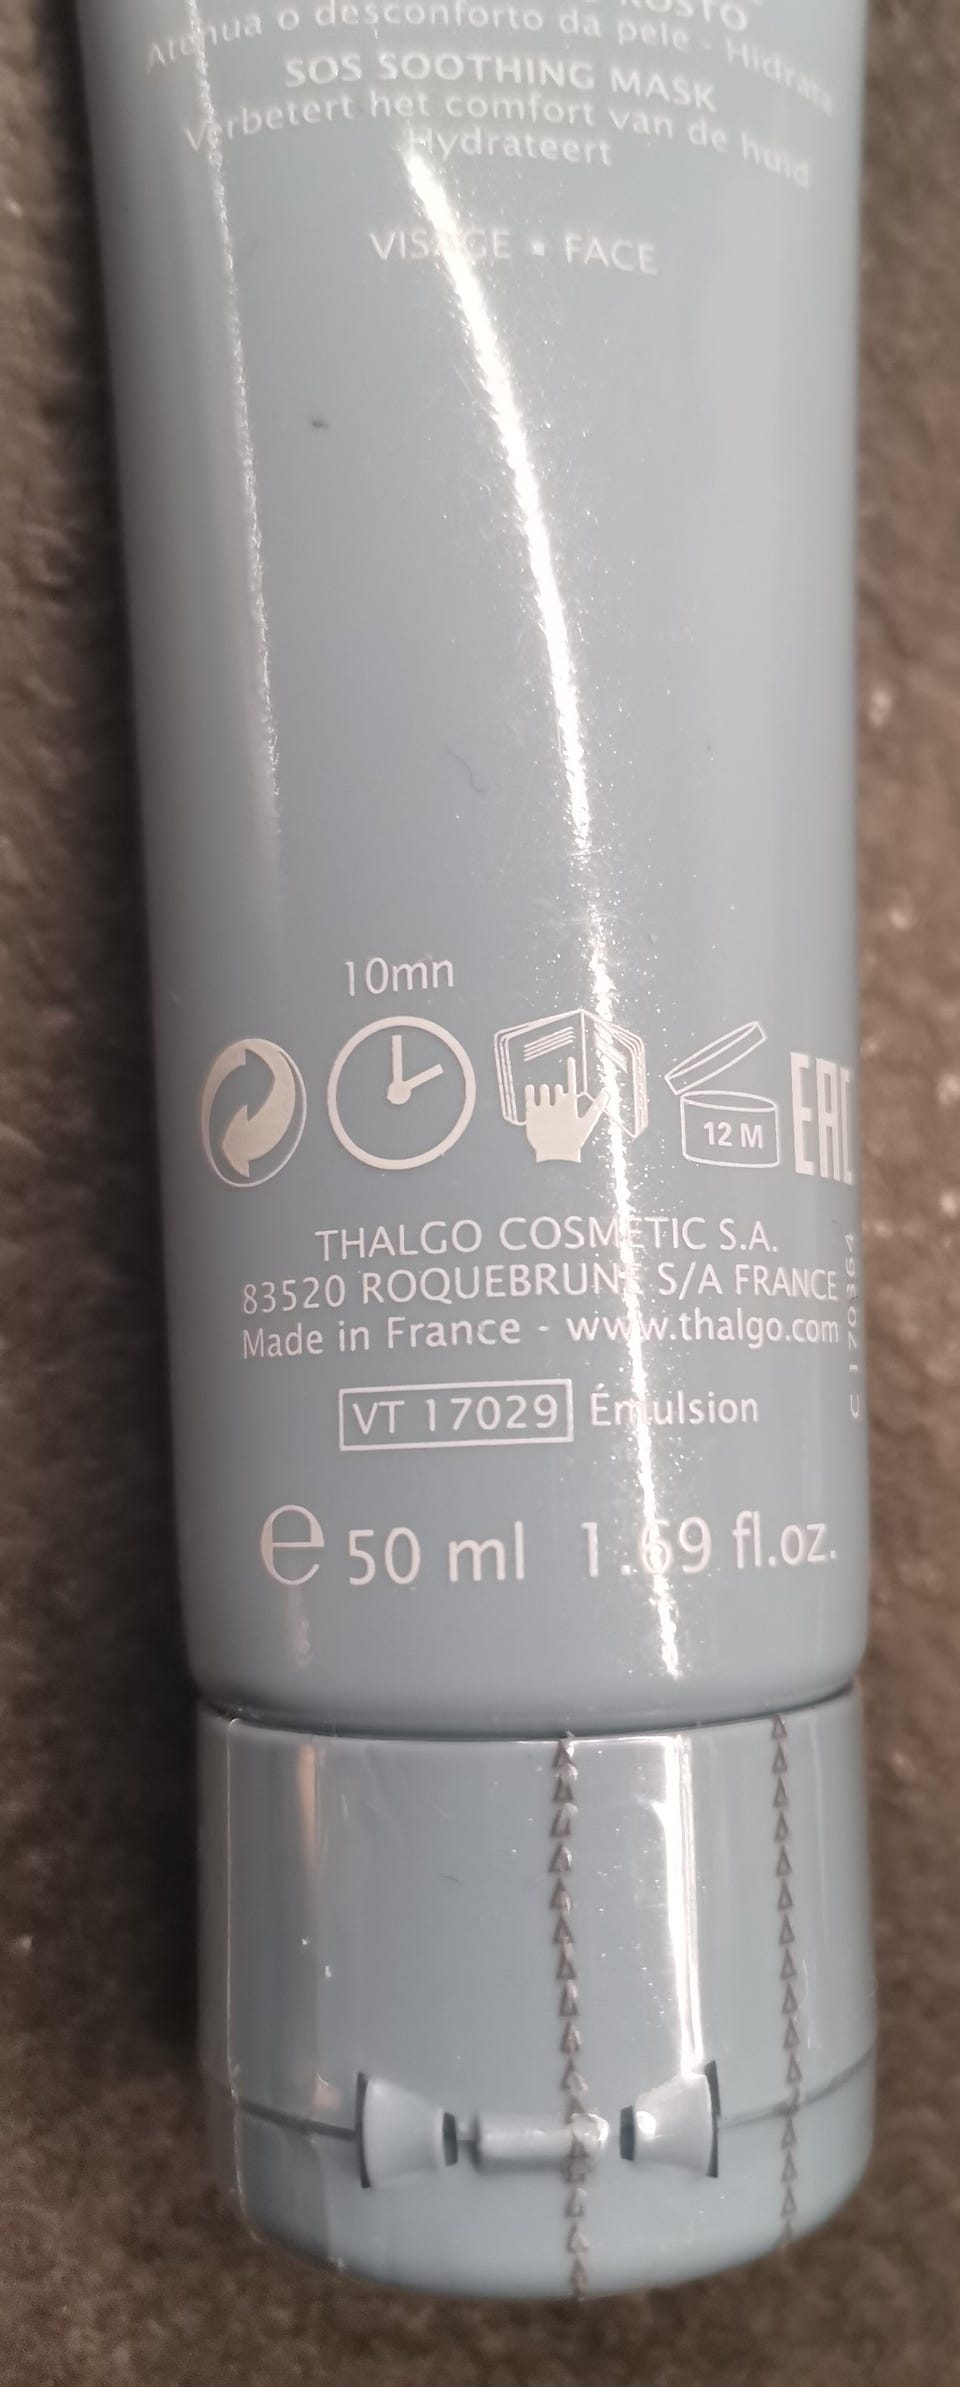 ROSTO
Atenua o desconforto da pele - Hidrata
SOS SOOTHING MASK
Verbetert het comfort van de huid
Hydrateert
VISAGE ▪ FACE
10mn
12 M
EAC
THALGO COSMETIC S.A.
83520 ROQUEBRUNE S/A FRANCE
Made in France - www.thalgo.com
C 170364
VT 17029 Émulsion
e 50 ml 1.69 fl.oz.